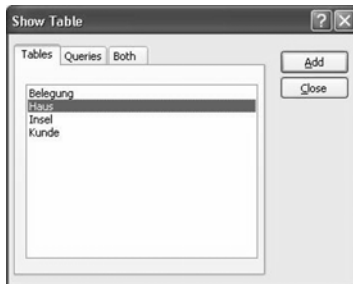 Show Table
Tables Queries Both
Add
Close
Belegung
Haus
Insel
Kunde